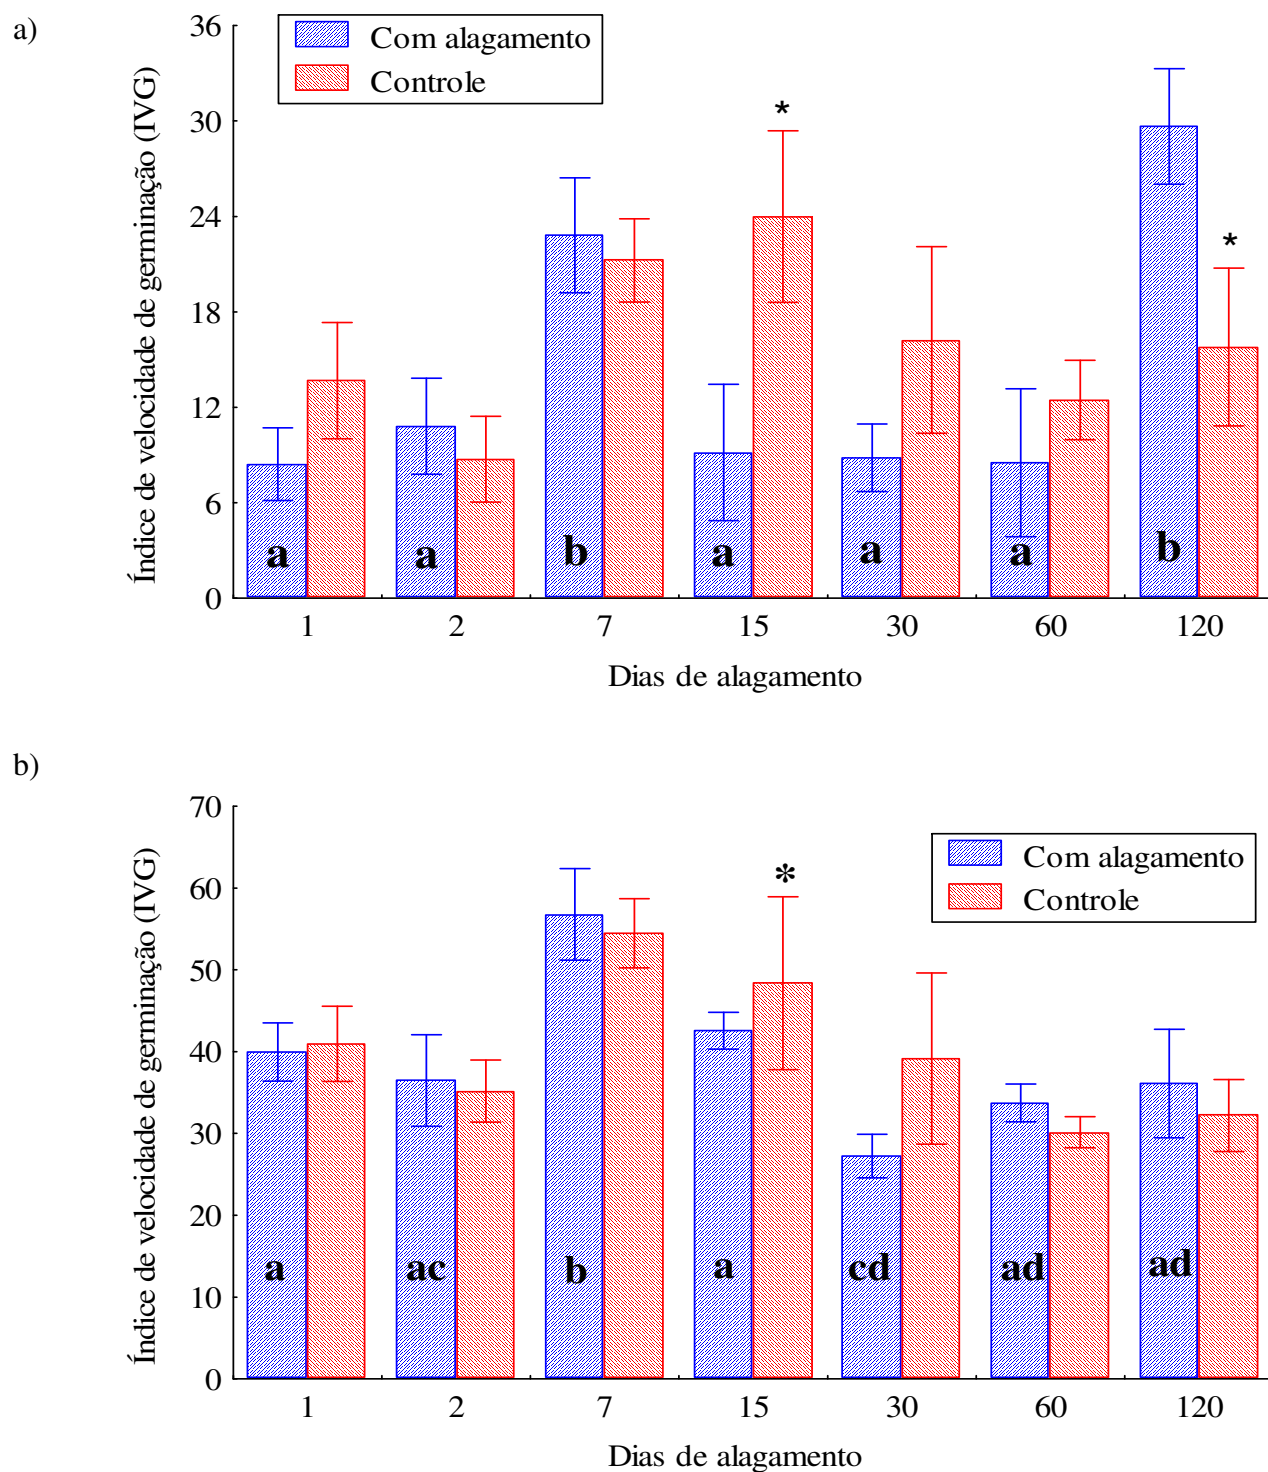 a)
Com alagamento
Controle
Índice de velocidade de germinação (IVG)
36
30
24
18
12
6
0
*
*
a a b a a a b
1 2 7 15 30 60 120
Dias de alagamento
b)
Com alagamento
Controle
Índice de velocidade de germinação (IVG)
70
60
50
40
30
20
10
0
*
a ac b a cd ad ad
1 2 7 15 30 60 120
Dias de alagamento